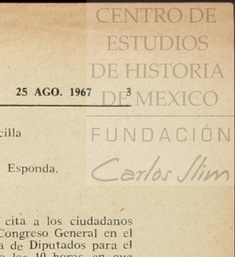 CENTRO DE
ESTUDIOS
DE HISTORIA
DE MEXICO
25 AGO. 1967 3
FUNDACIÓN
cilla
Carlos Slim
Esponda.
cita a los ciudadanos
Congreso General en el
a de Diputados para el
las 10 horas, en que